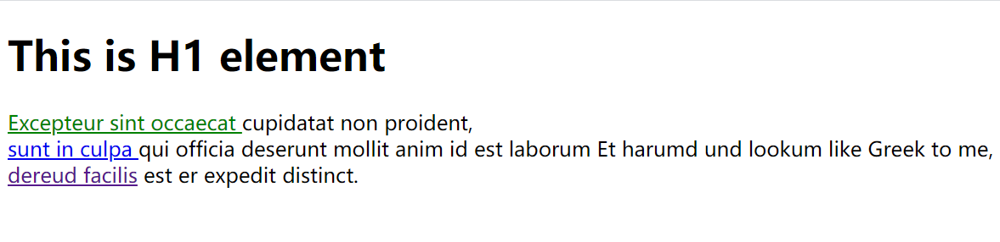 This is H1 element
Excepteur sint occaecat cupidatat non proident,
sunt in culpa qui officia deserunt mollit anim id est laborum Et harumd und lookum like Greek to me,
dereud facilis est er expedit distinct.